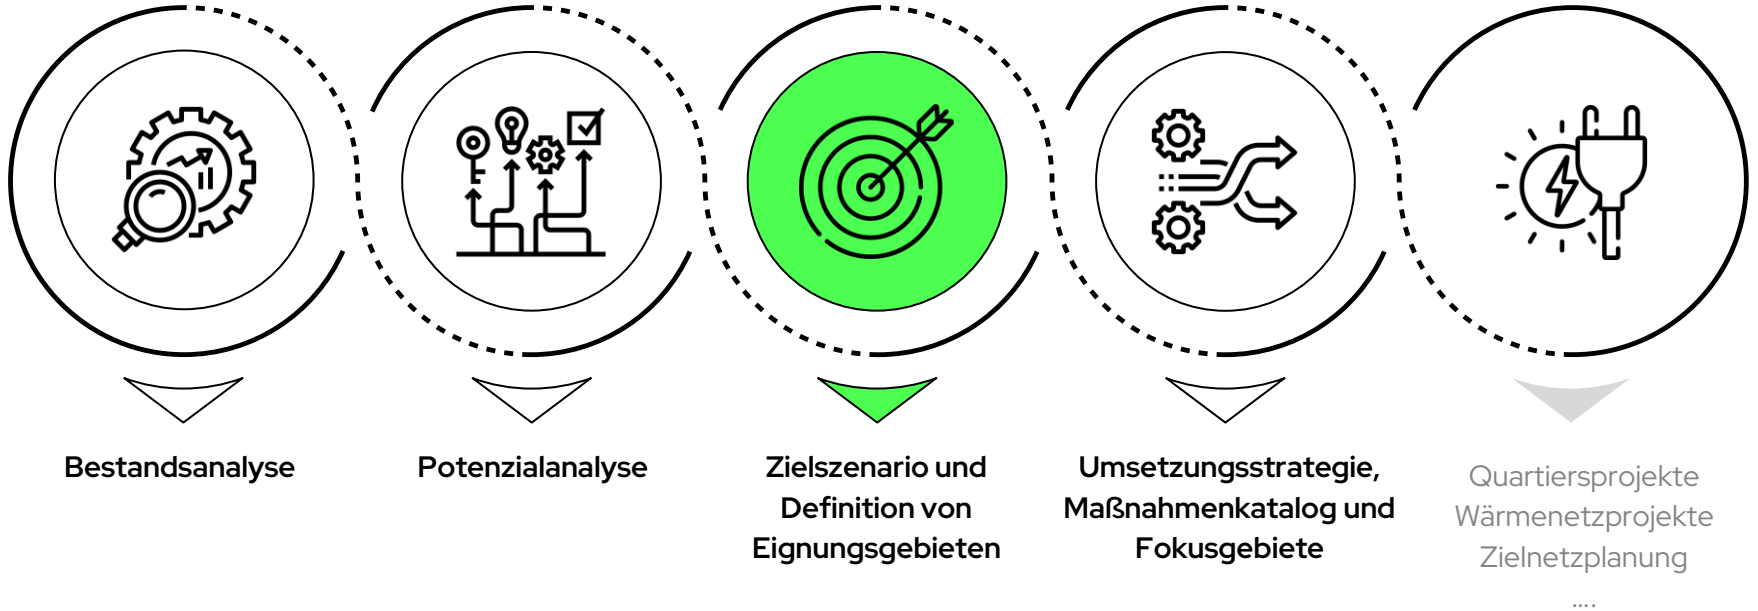 Bestandsanalyse
Potenzialanalyse
Zielszenario und
Definition von
Eignungsgebieten
Umsetzungsstrategie,
Maßnahmenkatalog und
Fokusgebiete
Quartiersprojekte
Wärmenetzprojekte
Zielnetzplanung
....